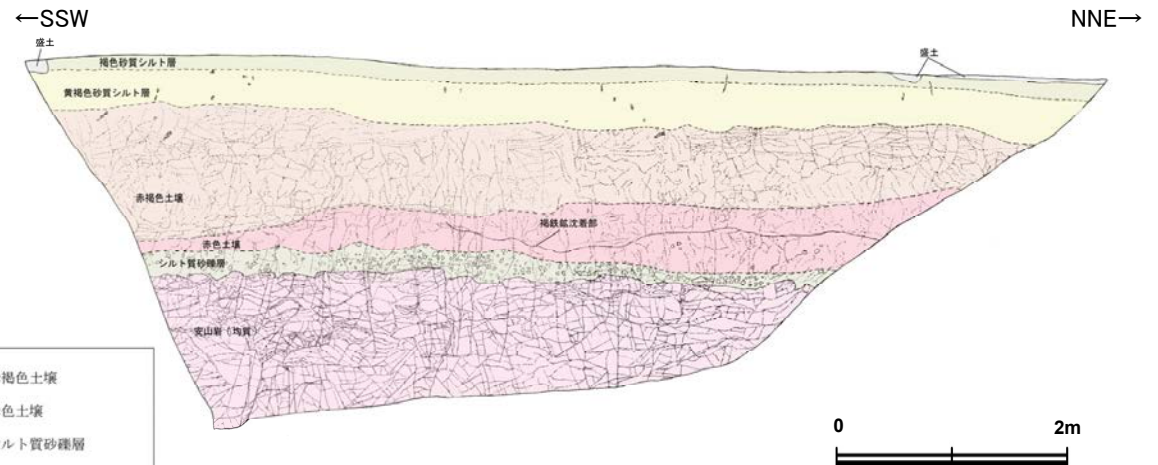 ←SSW
NNE→
盛土
盛土
褐色砂質シルト層
黄褐色砂質シルト層
赤褐色土壌
褐鉄鉱沈着部
赤色土壌
シルト質砂礫層
安山岩(均質)
褐色土壌
色土壌
ルト質砂礫層
0
2m